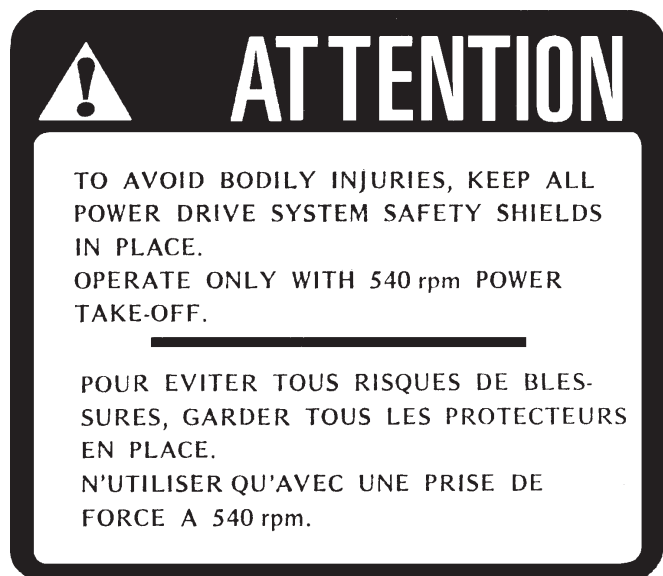 ATTENTION
TO AVOID BODILY INJURIES, KEEP ALL
POWER DRIVE SYSTEM SAFETY SHIELDS
IN PLACE.
OPERATE ONLY WITH 540 rpm POWER
TAKE-OFF.
POUR EVITER TOUS RISQUES DE BLES-
SURES, GARDER TOUS LES PROTECTEURS
EN PLACE.
N'UTILISER QU'AVEC UNE PRISE DE
FORCE A 540 rpm.